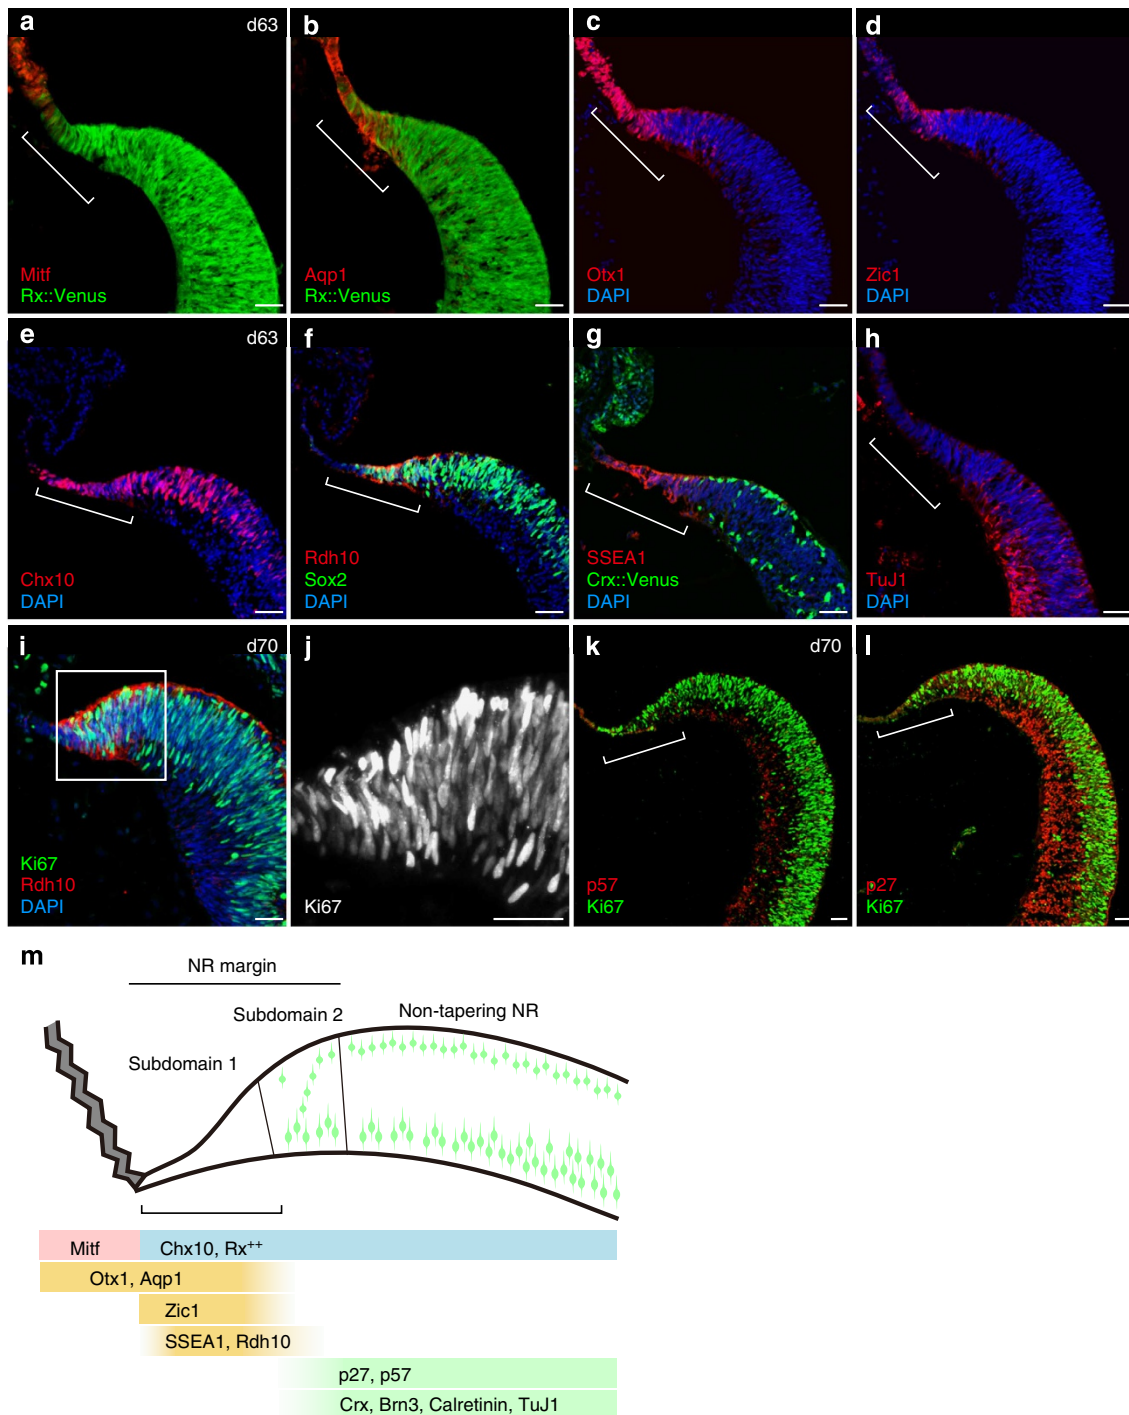 a
d63
Mitf
Rx::Venus
b
Aqp1
Rx::Venus
c
Otx1
DAPI
d
Zic1
DAPI
e
d63
Chx10
DAPI
f
Rdh10
Sox2
DAPI
g
SSEA1
Crx::Venus
DAPI
h
TuJ1
DAPI
i
d70
Ki67
Rdh10
DAPI
j
Ki67
k
d70
p57
Ki67
l
p27
Ki67
m
NR margin
Subdomain 2
Non-tapering NR
Subdomain 1
Mitf
Chx10, Rx++
Otx1, Aqp1
Zic1
SSEA1, Rdh10
p27, p57
Crx, Brn3, Calretinin, TuJ1